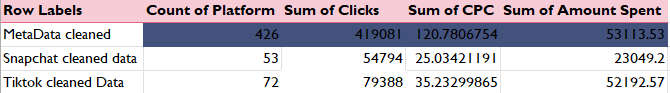 Row Labels Count of Platform Sum of Clicks Sum of CPC Sum of Amount Spent
MetaData cleaned 426 419081 120.7806754 53113.53
Snapchat cleaned data 53 54794 25.03421191 23049.2
Tiktok cleaned Data 72 79388 35.23299865 52192.57